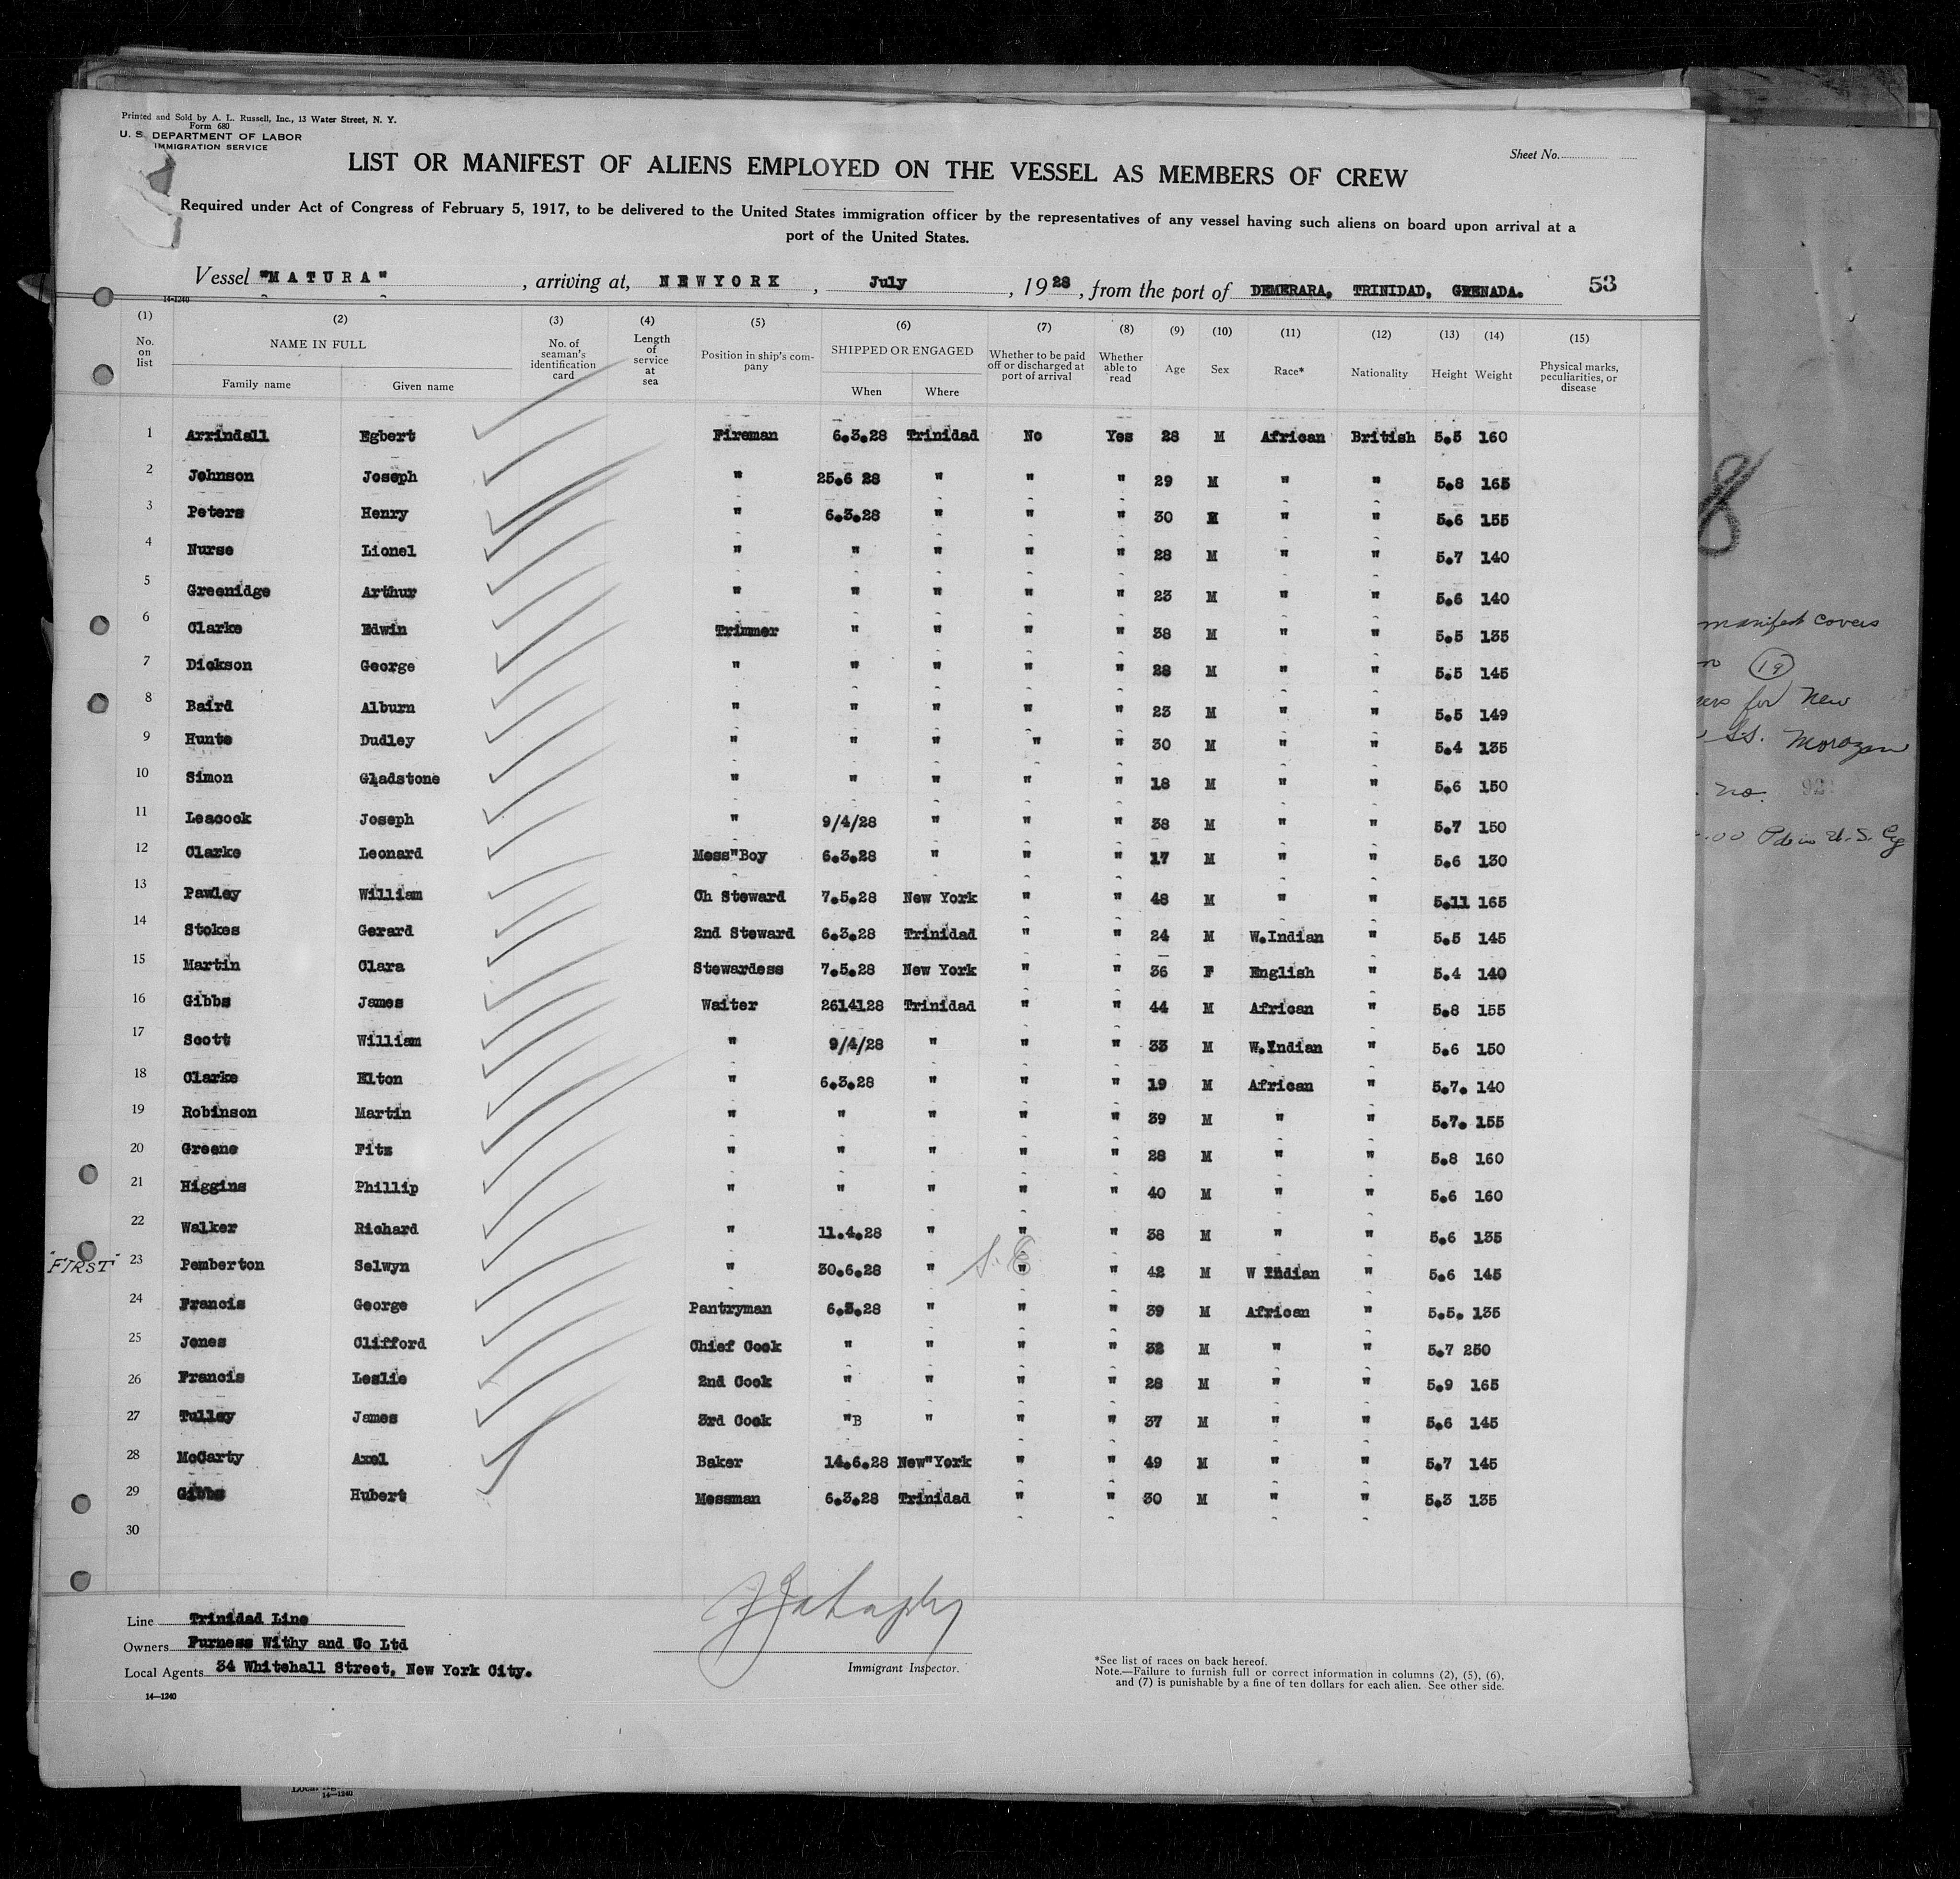 Printed and Sold by A. L. Russell, Inc., 13 Water Street, N. Y.
Form 680
U. S. DEPARTMENT OF LABOR
IMMIGRATION SERVICE
Sheet No.
LIST OR MANIFEST OF ALIENS EMPLOYED ON THE VESSEL AS MEMBERS OF CREW
Required under Act of Congress of February 5, 1917, to be delivered to the United States immigration officer by the representatives of any vessel having such aliens on board upon arrival at a
port of the United States.
Vessel "MATURA", arriving at, NEWYORK, July, 1928, from the port of DEMERARA, TRINIDAD, GRENADA. 53
14-1240
(1) (2) (3) (4) (5) (6) (7) (8) (9) (10) (11) (12) (13) (14) (15)
No. on list NAME IN FULL No. of seaman's identification card Length of service at sea Position in ship's company SHIPPED OR ENGAGED Whether to be paid off or discharged at port of arrival Whether able to read Age Sex Race* Nationality Height Weight Physical marks, peculiarities, or disease
Family name Given name When Where
1 Arrindall Egbert Fireman 6.3.28 Trinidad No Yes 28 M African British 5.5 160
2 Johnson Joseph " 25.6 28 " " " 29 M " " 5.8 165
3 Peters Henry " 6.3.28 " " " 30 M " " 5.6 155
4 Nurse Lionel " " " " " 28 M " " 5.7 140
5 Greenidge Arthur " " " " " 23 M " " 5.6 140
6 Clarke Edwin Trimmer " " " " 38 M " " 5.5 135
7 Dickson George " " " " " 28 M " " 5.5 145
8 Baird Alburn " " " " " 23 M " " 5.5 149
9 Hunte Dudley " " " " " 30 M " " 5.4 135
10 Simon Gladstone " " " " " 18 M " " 5.6 150
11 Leacock Joseph " 9/4/28 " " " 38 M " " 5.7 150
12 Clarke Leonard Mess"Boy 6.3.28 " " " 17 M " " 5.6 130
13 Pawley William Ch Steward 7.5.28 New York " " 48 M " " 5.11 165
14 Stokes Gerard 2nd Steward 6.3.28 Trinidad " " 24 M W.Indian " 5.5 145
15 Martin Clara Stewardess 7.5.28 New York " " 36 F English " 5.4 140
16 Gibbs James Waiter 2614128 Trinidad " " 44 M African " 5.8 155
17 Scott William " 9/4/28 " " " 33 M W.Indian " 5.6 150
18 Clarke Elton " 6.3.28 " " " 19 M African " 5.7. 140
19 Robinson Martin " " " " " 39 M " " 5.7. 155
20 Greene Fitz " " " " " 28 M " " 5.8 160
21 Higgins Phillip " " " " " 40 M " " 5.6 160
22 Walker Richard " 11.4.28 " " " 38 M " " 5.6 135
"FIRST" 23 Pemberton Selwyn " 30.6.28 " " " 42 M W Indian " 5.6 145
24 Francis George Pantryman 6.3.28 " " " 39 M African " 5.5. 135
25 Jones Clifford Chief Cook " " " " 32 M " " 5.7 250
26 Francis Leslie 2nd Cook " " " " 28 M " " 5.9 165
27 Tulley James 3rd Cook "B " " " 37 M " " 5.6 145
28 McCarty Axel Baker 14.6.28 New"York " " 49 M " " 5.7 145
29 Gibbs Hubert Messman 6.3.28 Trinidad " " 30 M " " 5.3 135
30
Line Trinidad Line
Owners Furness Withy and Co Ltd
Local Agents 34 Whitehall Street, New York City.
14—1240
Immigrant Inspector.
*See list of races on back hereof.
Note.—Failure to furnish full or correct information in columns (2), (5), (6),
and (7) is punishable by a fine of ten dollars for each alien. See other side.
14—1240
8
manifest covers
19
for New
S.S. Morazan
no. 92